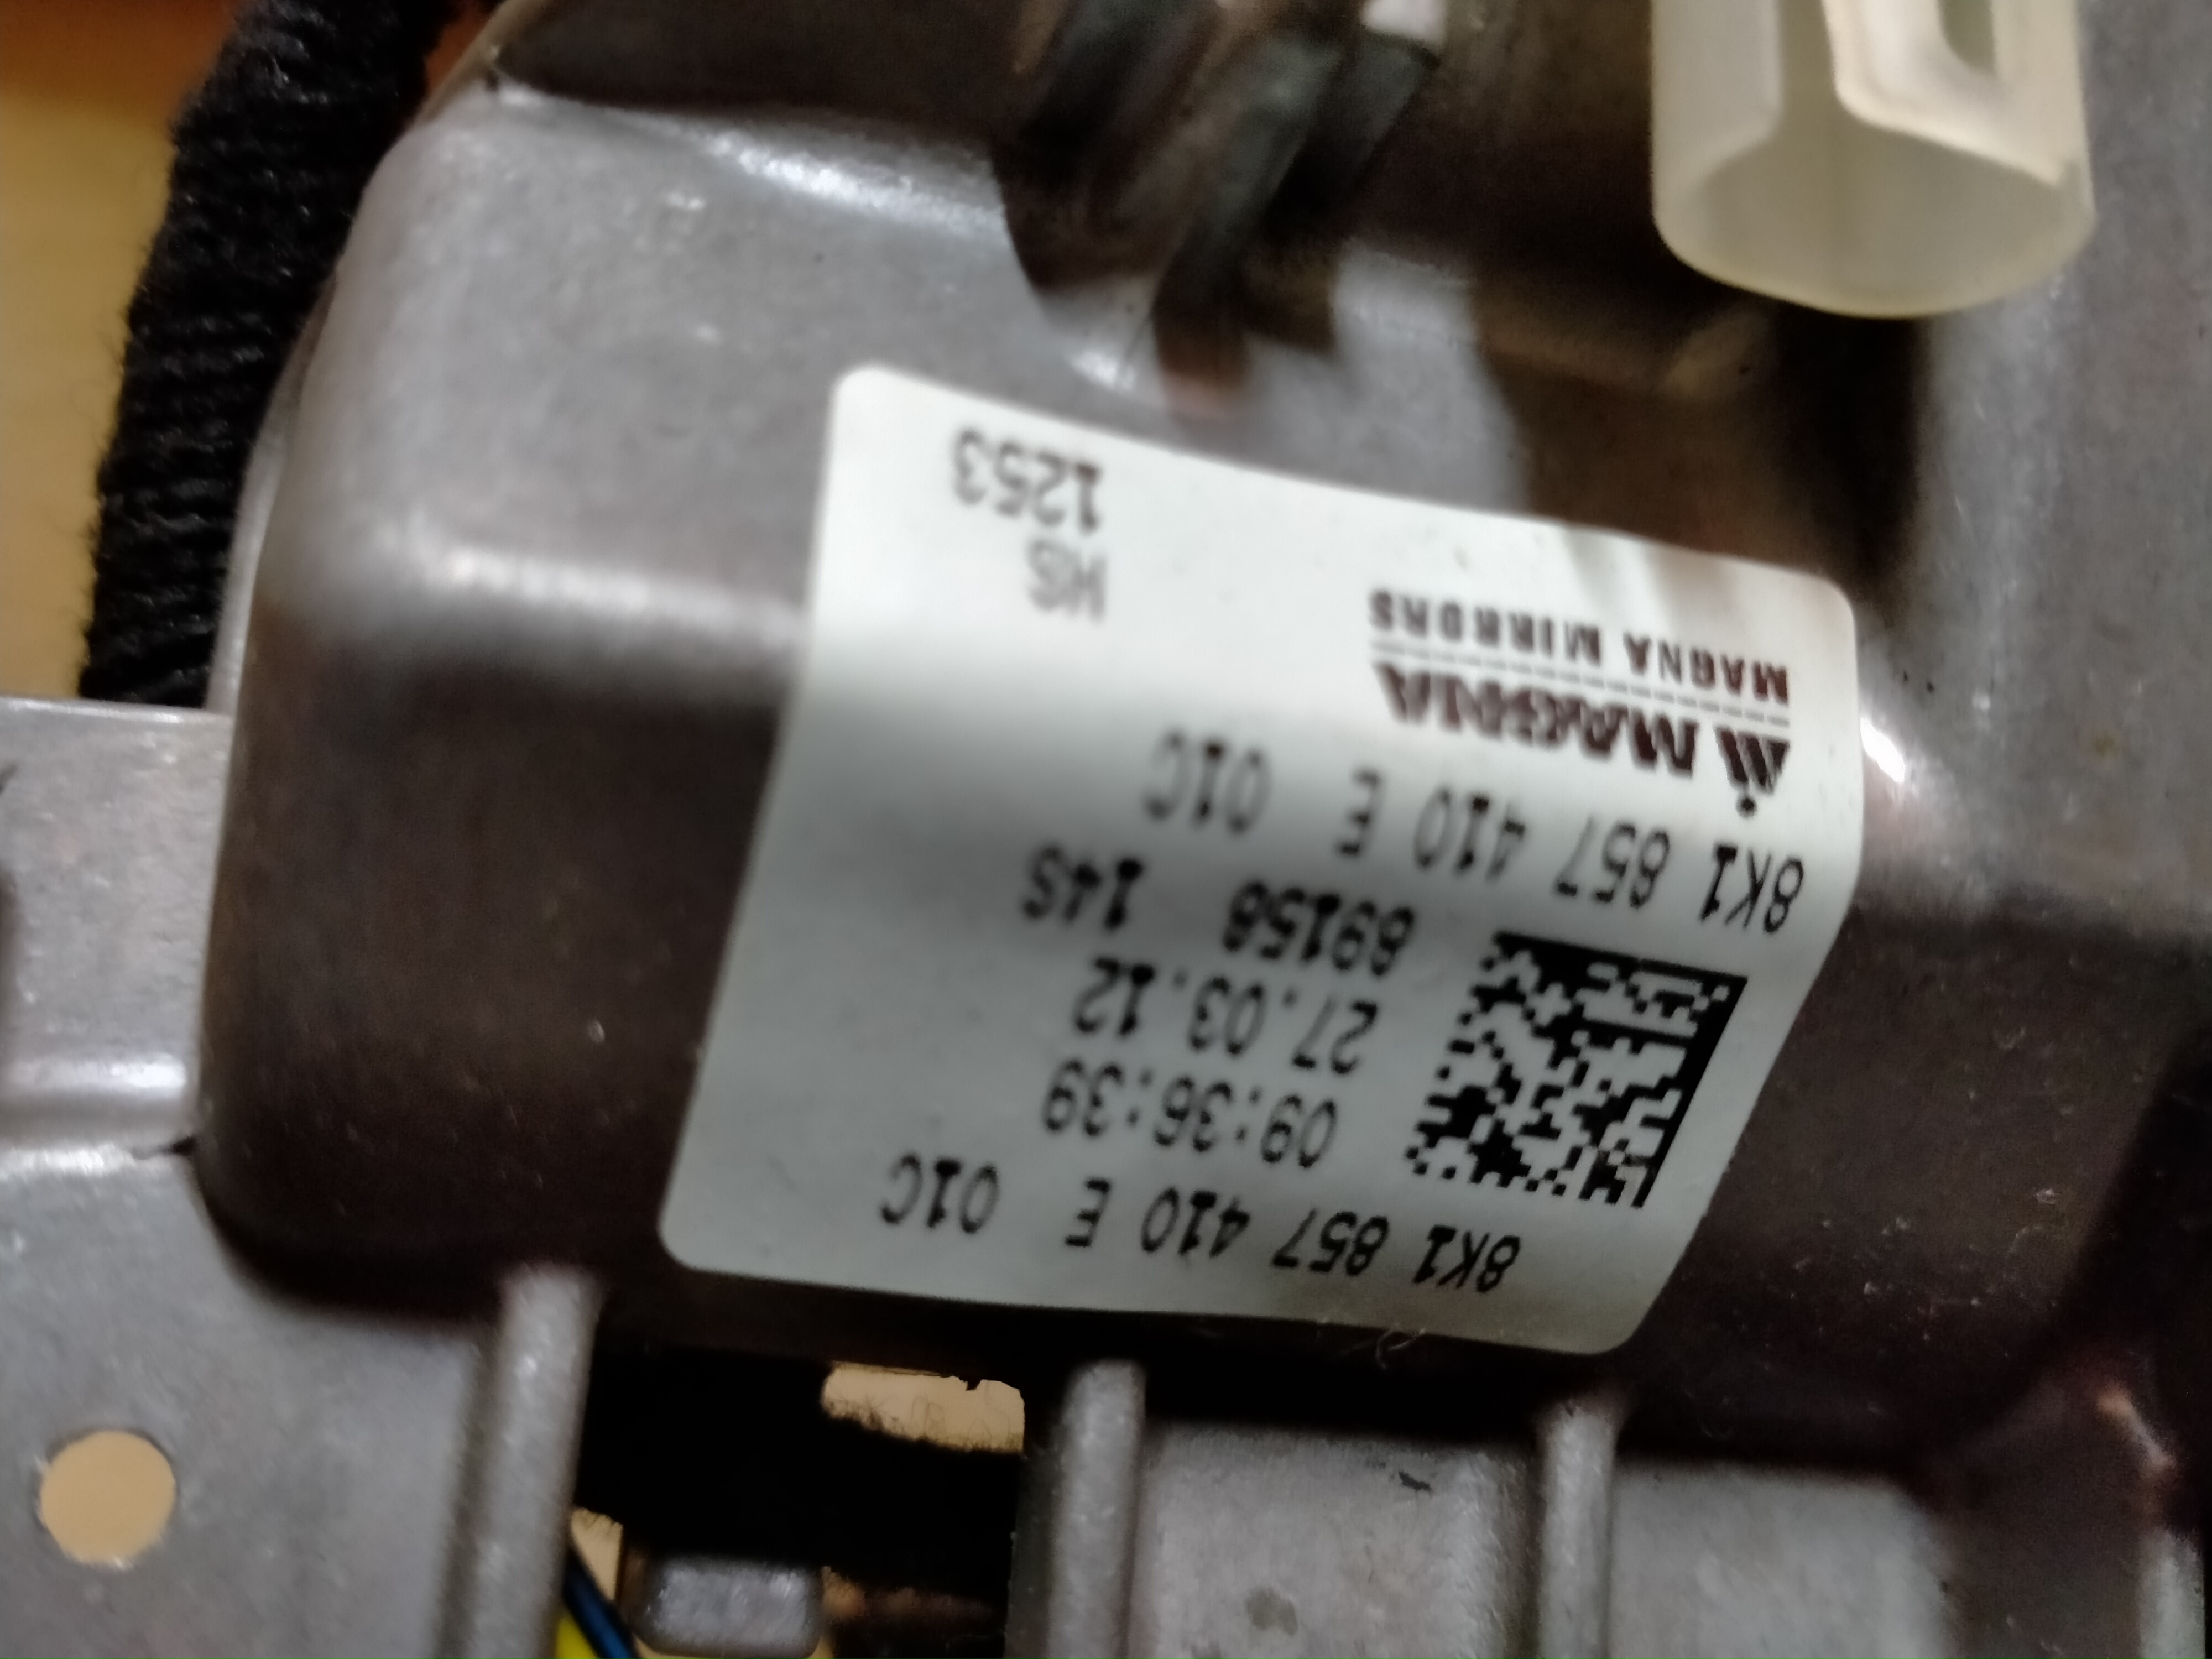 8K1 857 410 E 01C
09:36:39
27.03.12
89158 14S
8K1 857 410 E 01C
MAGNA
MAGNA MIRRORS
HS
1253